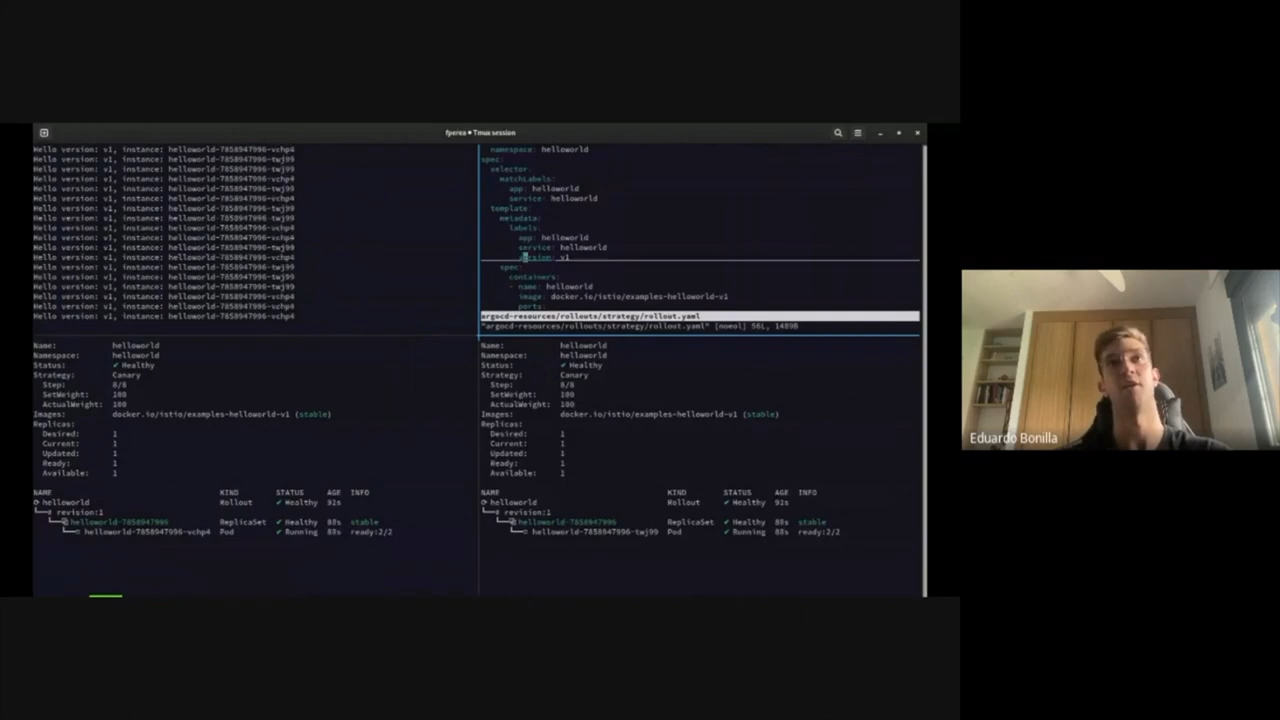 fperea • Tmux session
Hello version: v1, instance: helloworld-7858947996-vchp4
Hello version: v1, instance: helloworld-7858947996-twj99
Hello version: v1, instance: helloworld-7858947996-twj99
Hello version: v1, instance: helloworld-7858947996-vchp4
Hello version: v1, instance: helloworld-7858947996-twj99
Hello version: v1, instance: helloworld-7858947996-vchp4
Hello version: v1, instance: helloworld-7858947996-twj99
Hello version: v1, instance: helloworld-7858947996-twj99
Hello version: v1, instance: helloworld-7858947996-vchp4
Hello version: v1, instance: helloworld-7858947996-vchp4
Hello version: v1, instance: helloworld-7858947996-twj99
Hello version: v1, instance: helloworld-7858947996-vchp4
Hello version: v1, instance: helloworld-7858947996-twj99
Hello version: v1, instance: helloworld-7858947996-twj99
Hello version: v1, instance: helloworld-7858947996-vchp4
Hello version: v1, instance: helloworld-7858947996-vchp4
Hello version: v1, instance: helloworld-7858947996-vchp4
Hello version: v1, instance: helloworld-7858947996-twj99
namespace: helloworld
spec:
selector:
matchLabels:
app: helloworld
service: helloworld
template:
metadata:
labels:
app: helloworld
service: helloworld
version: v1
spec:
containers:
- name: helloworld
image: docker.io/istio/examples-helloworld-v1
ports:
argocd-resources/rollouts/strategy/rollout.yaml
"argocd-resources/rollouts/strategy/rollout.yaml" [noeol] 56L, 1489B
Name: helloworld
Namespace: helloworld
Status: ✔ Healthy
Strategy: Canary
Step: 8/8
SetWeight: 100
ActualWeight: 100
Images: docker.io/istio/examples-helloworld-v1 (stable)
Replicas:
Desired: 1
Current: 1
Updated: 1
Ready: 1
Available: 1
NAME KIND STATUS AGE INFO
helloworld Rollout ✔ Healthy 92s
revision:1
helloworld-7858947996 ReplicaSet ✔ Healthy 88s stable
helloworld-7858947996-vchp4 Pod ✔ Running 88s ready:2/2
Name: helloworld
Namespace: helloworld
Status: ✔ Healthy
Strategy: Canary
Step: 8/8
SetWeight: 100
ActualWeight: 100
Images: docker.io/istio/examples-helloworld-v1 (stable)
Replicas:
Desired: 1
Current: 1
Updated: 1
Ready: 1
Available: 1
NAME KIND STATUS AGE INFO
helloworld Rollout ✔ Healthy 92s
revision:1
helloworld-7858947996 ReplicaSet ✔ Healthy 88s stable
helloworld-7858947996-twj99 Pod ✔ Running 88s ready:2/2
Eduardo Bonilla